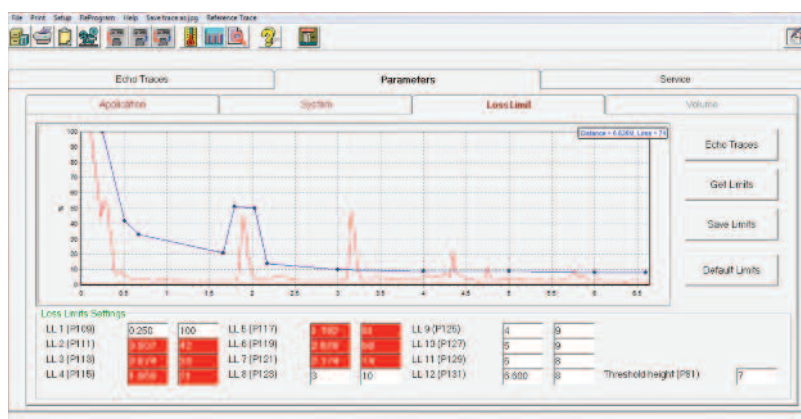 File Print Setup ReProgram Help Save trace as jpg Reference Trace
Echo Traces Parameters Service
Application System Loss Limit Volume
Distance = 6.636M, Loss = 74
100
90
80
70
60
50
40
30
20
10
0
%
0 0.5 1 1.5 2 2.5 3 3.5 4 4.5 5 5.5 6 6.5
Echo Traces
Get Limits
Save Limits
Default Limits
Loss Limits Settings
LL 1 (P109) 0.250 100 LL 5 (P117) LL 9 (P125) 4 9
LL 2 (P111) 42 LL 6 (P119) LL 10 (P127) 5 9
LL 3 (P113) LL 7 (P121) LL 11 (P129) 6 8
LL 4 (P115) LL 8 (P123) 3 10 LL 12 (P131) 6.600 8 Threshold height (P81) 7